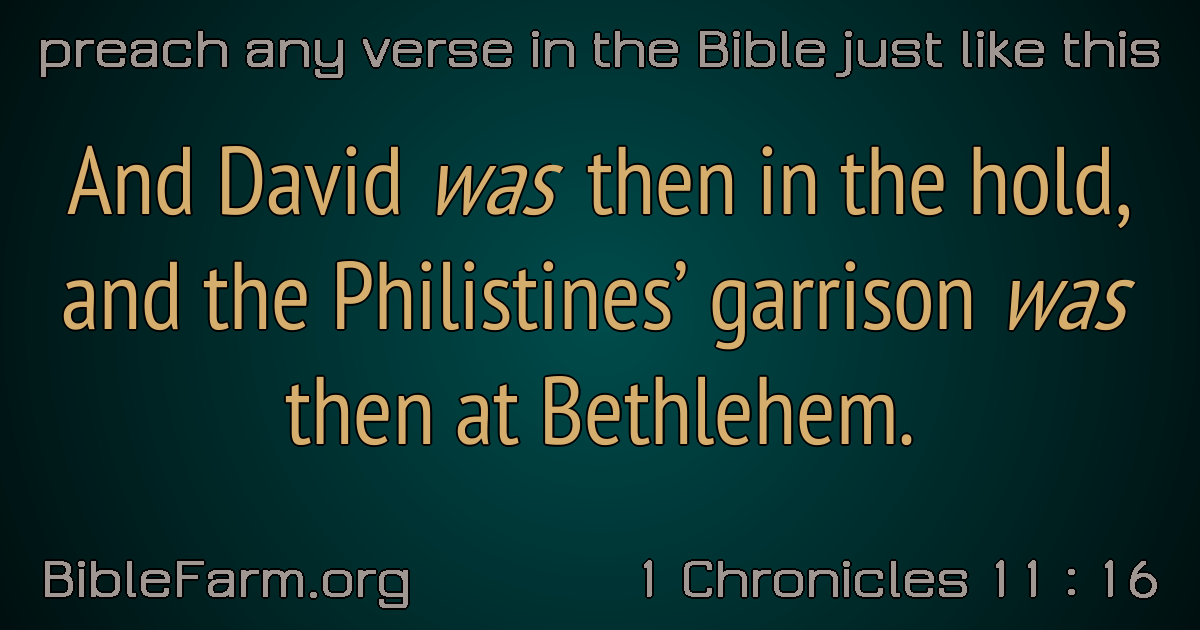 preach any verse in the Bible just like this
And David was then in the hold,
and the Philistines’ garrison was
then at Bethlehem.
BibleFarm.org
1 Chronicles 11 : 16